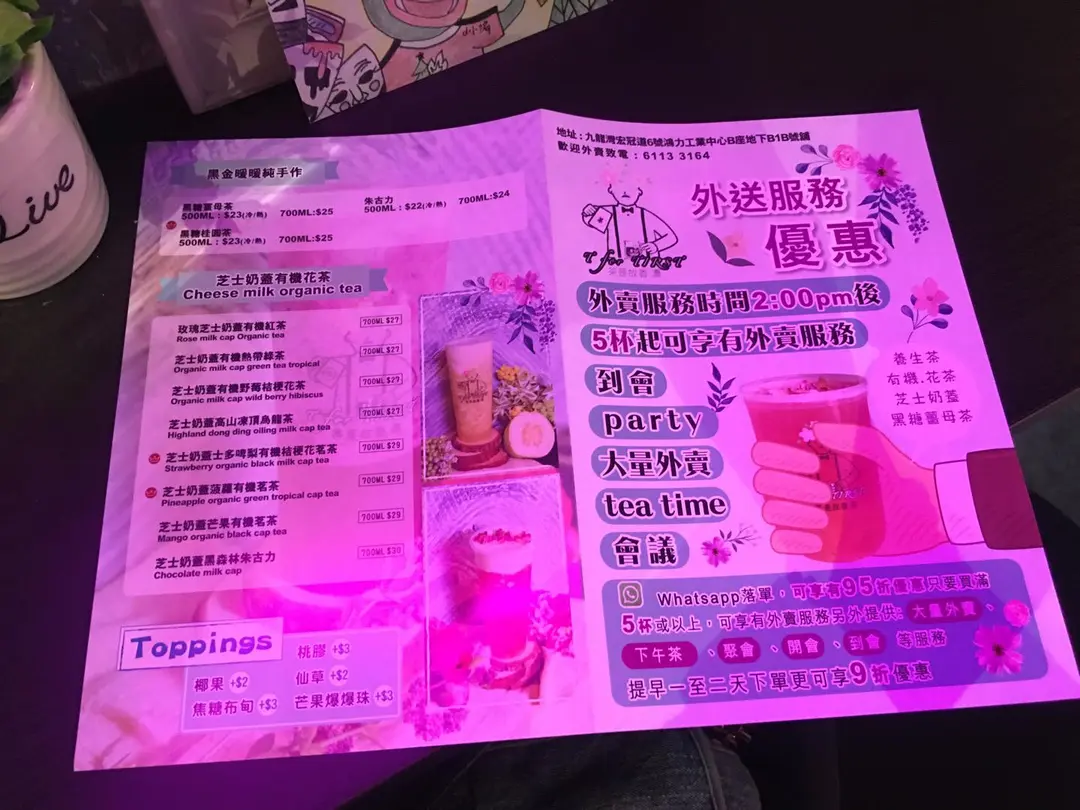 Live
黑金暖暖純手作
黑糖薑母茶
500ML：$23(冷/熱) 700ML:$25
朱古力
500ML：$22(冷/熱) 700ML:$24
黑糖桂圓茶
500ML：$23(冷/熱) 700ML:$25
芝士奶蓋有機花茶
Cheese milk organic tea
玫瑰芝士奶蓋有機紅茶 700ML $27
Rose milk cap Organic tea
芝士奶蓋有機熱帶綠茶 700ML $27
Organic milk cap green tea tropical
芝士奶蓋有機野莓桔梗花茶 700ML $27
Organic milk cap wild berry hibiscus
芝士奶蓋高山凍頂烏龍茶 700ML $27
Highland dong ding oiling milk cap tea
芝士奶蓋士多啤梨有機桔梗花茗茶 700ML $29
Strawberry organic black milk cap tea
芝士奶蓋菠蘿有機茗茶 700ML $29
Pineapple organic green tropical cap tea
芝士奶蓋芒果有機茗茶 700ML $29
Mango organic black cap tea
芝士奶蓋黑森林朱古力 700ML $30
Chocolate milk cap
Toppings
椰果 +$2
焦糖布甸 +$3
桃膠 +$3
仙草 +$2
芒果爆爆珠 +$3
地址：九龍灣宏冠道6號鴻力工業中心B座地下B1B號舖
歡迎外賣致電：6113 3164
T for TIRST
外送服務
優惠
外賣服務時間2:00pm後
5杯起可享有外賣服務
到會
party
大量外賣
tea time
會議
養生茶
有機.花茶
芝士奶蓋
黑糖薑母茶
Whatsapp落單，可享有95折優惠只要買滿
5杯或以上，可享有外賣服務另外提供: 大量外賣、
下午茶、聚會、開會、到會 等服務
提早一至二天下單更可享9折優惠